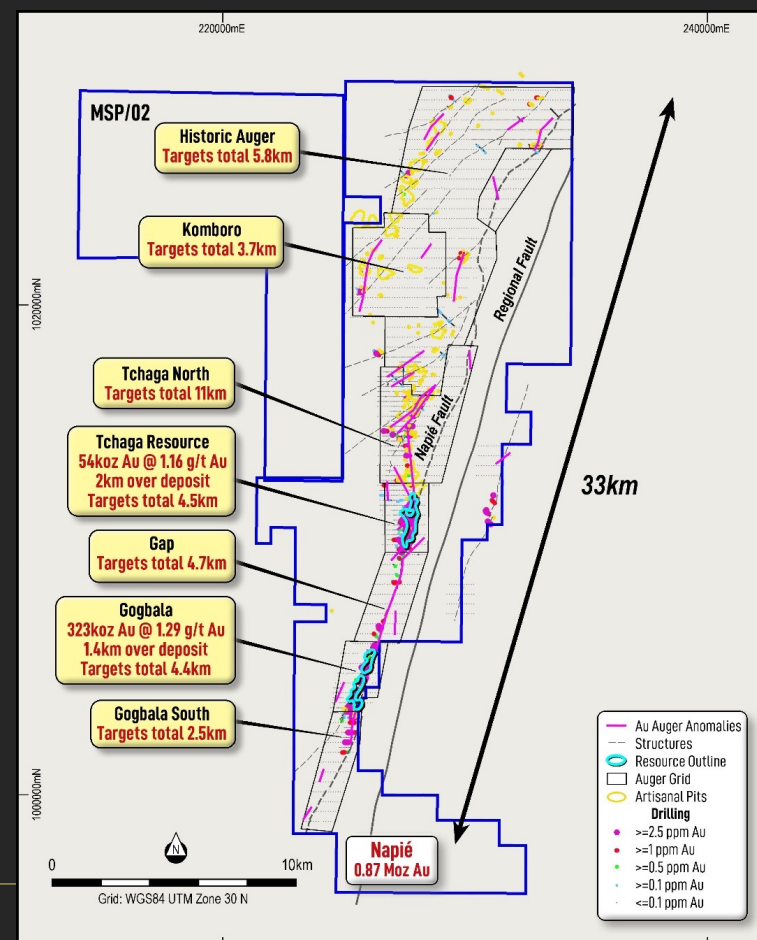 220000mE
240000mE
MSP/02
Historic Auger
Targets total 5.8km
Komboro
Targets total 3.7km
1020000mN
Regional Fault
Tchaga North
Targets total 11km
Napié Fault
Tchaga Resource
54koz Au @ 1.16 g/t Au
2km over deposit
Targets total 4.5km
33km
Gap
Targets total 4.7km
Gogbala
323koz Au @ 1.29 g/t Au
1.4km over deposit
Targets total 4.4km
Gogbala South
Targets total 2.5km
1000000mN
Au Auger Anomalies
Structures
Resource Outline
Auger Grid
Artisanal Pits
Drilling
>=2.5 ppm Au
>=1 ppm Au
>=0.5 ppm Au
>=0.1 ppm Au
<=0.1 ppm Au
N
0
10km
Grid: WGS84 UTM Zone 30 N
Napié
0.87 Moz Au